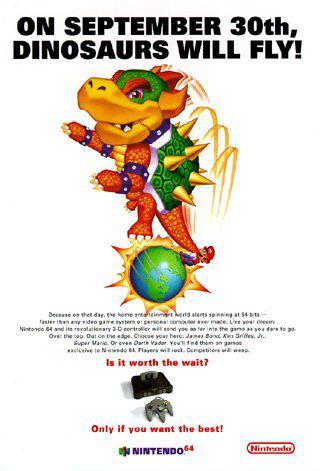 ON SEPTEMBER 30th,
DINOSAURS WILL FLY!
Because on that day, the home entertainment world starts spinning at 64 bits —
faster than any video game system or personal computer ever made. Live your dream:
Nintendo 64 and its revolutionary 3-D controller will send you as far into the game as you dare to go.
Over the top. Out on the edge. Choose your hero: James Bond, Ken Griffey, Jr.,
Super Mario. Or even Darth Vader. You'll find them on games
exclusive to Nintendo 64. Players will rock. Competitors will weep.
Is it worth the wait?
Only if you want the best!
NINTENDO 64
Nintendo